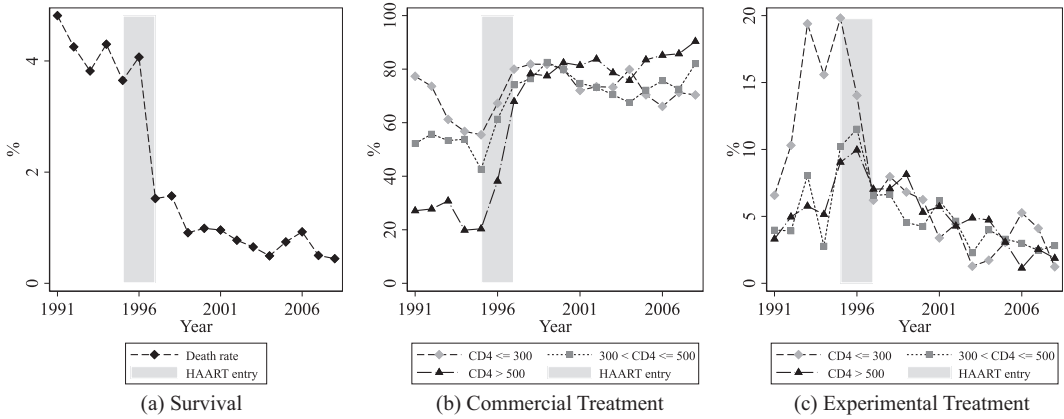 %
4
2
0
1991 1996 2001 2006
Year
Death rate
HAART entry
(a) Survival
%
100
80
60
40
20
0
1991 1996 2001 2006
Year
CD4 <= 300 300 < CD4 <= 500
CD4 > 500 HAART entry
(b) Commercial Treatment
%
20
15
10
5
0
1991 1996 2001 2006
Year
CD4 <= 300 300 < CD4 <= 500
CD4 > 500 HAART entry
(c) Experimental Treatment